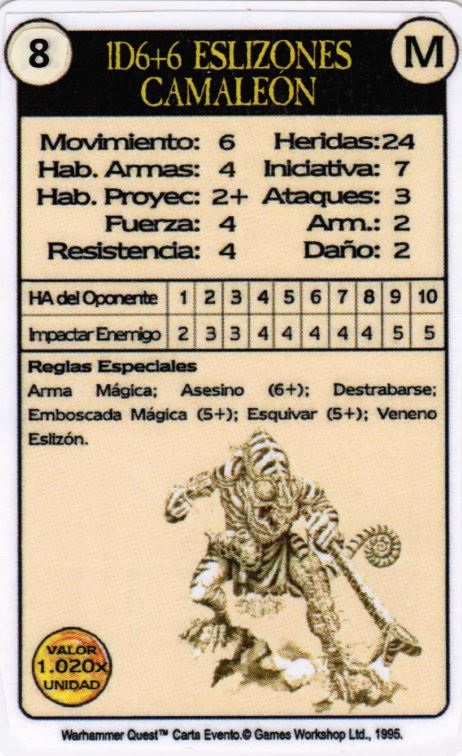 8
1D6+6 ESLIZONES
CAMALEÓN
M
Movimiento: 6 Heridas:24
Hab. Armas: 4 Iniciativa: 7
Hab. Proyec: 2+ Ataques: 3
Fuerza: 4 Arm.: 2
Resistencia: 4 Daño: 2
HA del Oponente 1 2 3 4 5 6 7 8 9 10
Impactar Enemigo 2 3 3 4 4 4 4 4 5 5
Reglas Especiales
Arma Mágica; Asesino (6+); Destrabarse;
Emboscada Mágica (5+); Esquivar (5+); Veneno
Eslizón.
VALOR
1.020x
UNIDAD
Warhammer Quest™ Carta Evento.© Games Workshop Ltd., 1995.